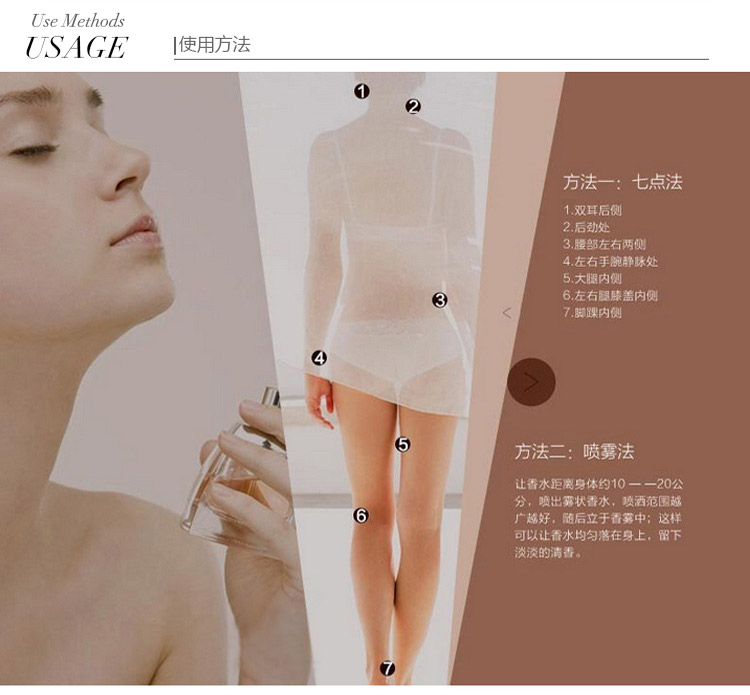 Use Methods
USAGE
使用方法
1
2
3
4
5
6
7
方法一：七点法
1.双耳后侧
2.后劲处
3.腰部左右两侧
4.左右手腕静脉处
5.大腿内侧
6.左右腿膝盖内侧
7.脚踝内侧
方法二：喷雾法
让香水距离身体约10 — —20公
分，喷出雾状香水，喷洒范围越
广越好，随后立于香雾中；这样
可以让香水均匀落在身上，留下
淡淡的清香。